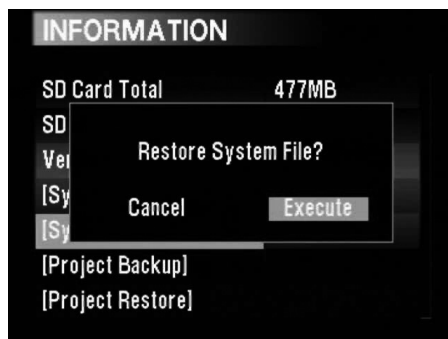 INFORMATION
SD Card Total 477MB
SD
Ver
[Sy
[Sy
Restore System File?
Cancel Execute
[Project Backup]
[Project Restore]